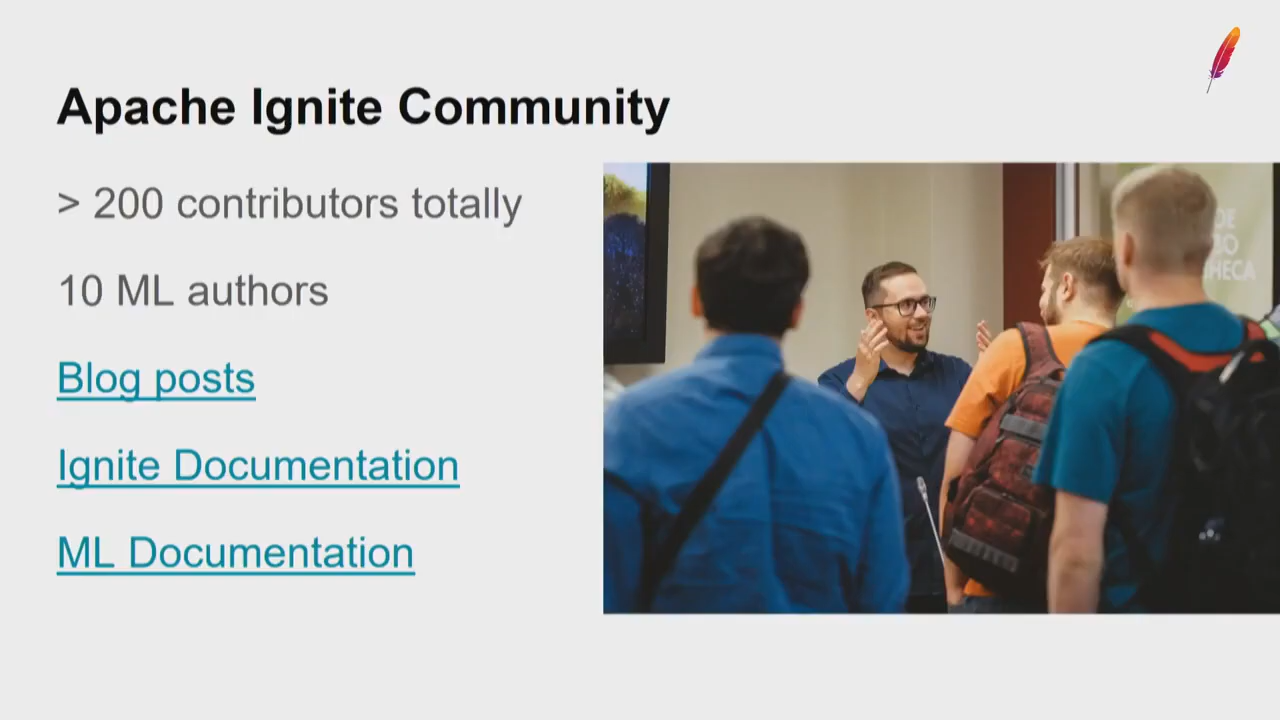 Apache Ignite Community
> 200 contributors totally
10 ML authors
Blog posts
Ignite Documentation
ML Documentation